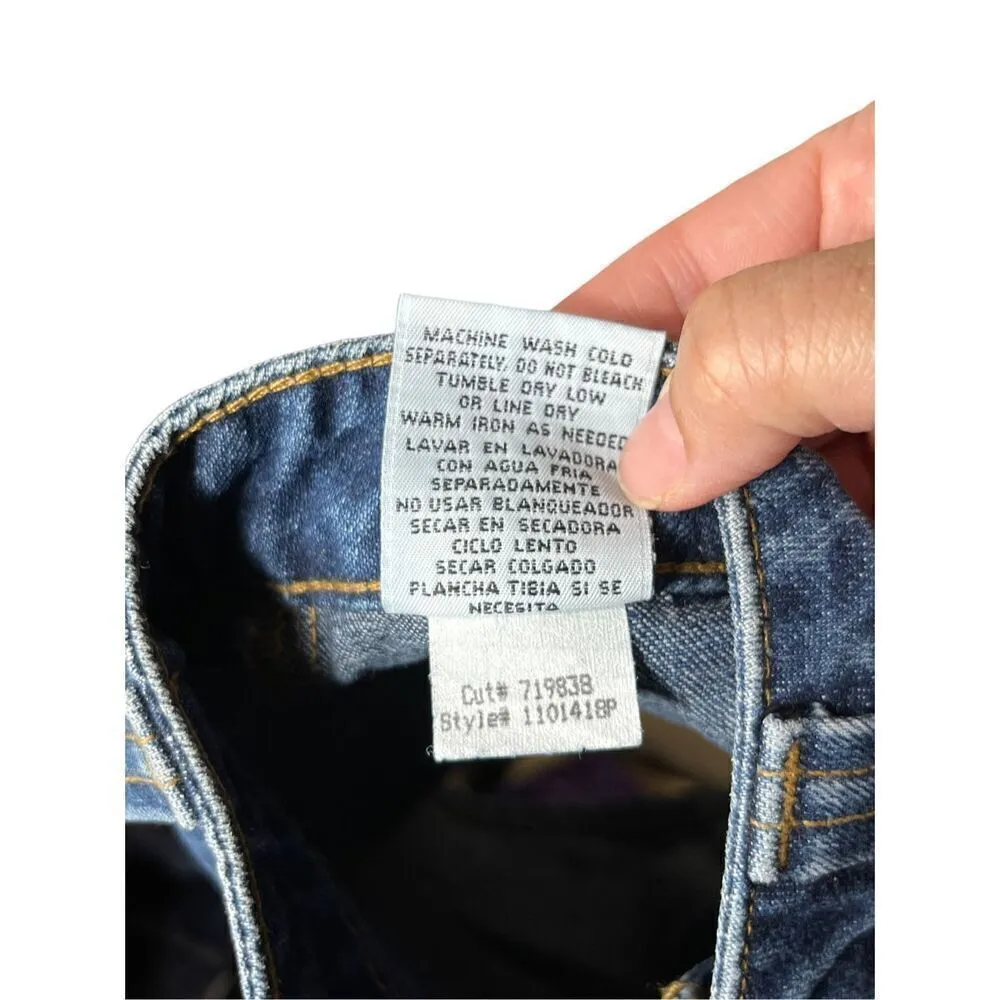 MACHINE WASH COLD
SEPARATELY. DO NOT BLEACH
TUMBLE DRY LOW
OR LINE DRY
WARM IRON AS NEEDED
LAVAR EN LAVADORA
CON AGUA FRIA
SEPARADAMENTE
NO USAR BLANQUEADOR
SECAR EN SECADORA
CICLO LENTO
SECAR COLGADO
PLANCHA TIBIA SI SE
NECESITA
Cut# 719838
Style# 1101418P